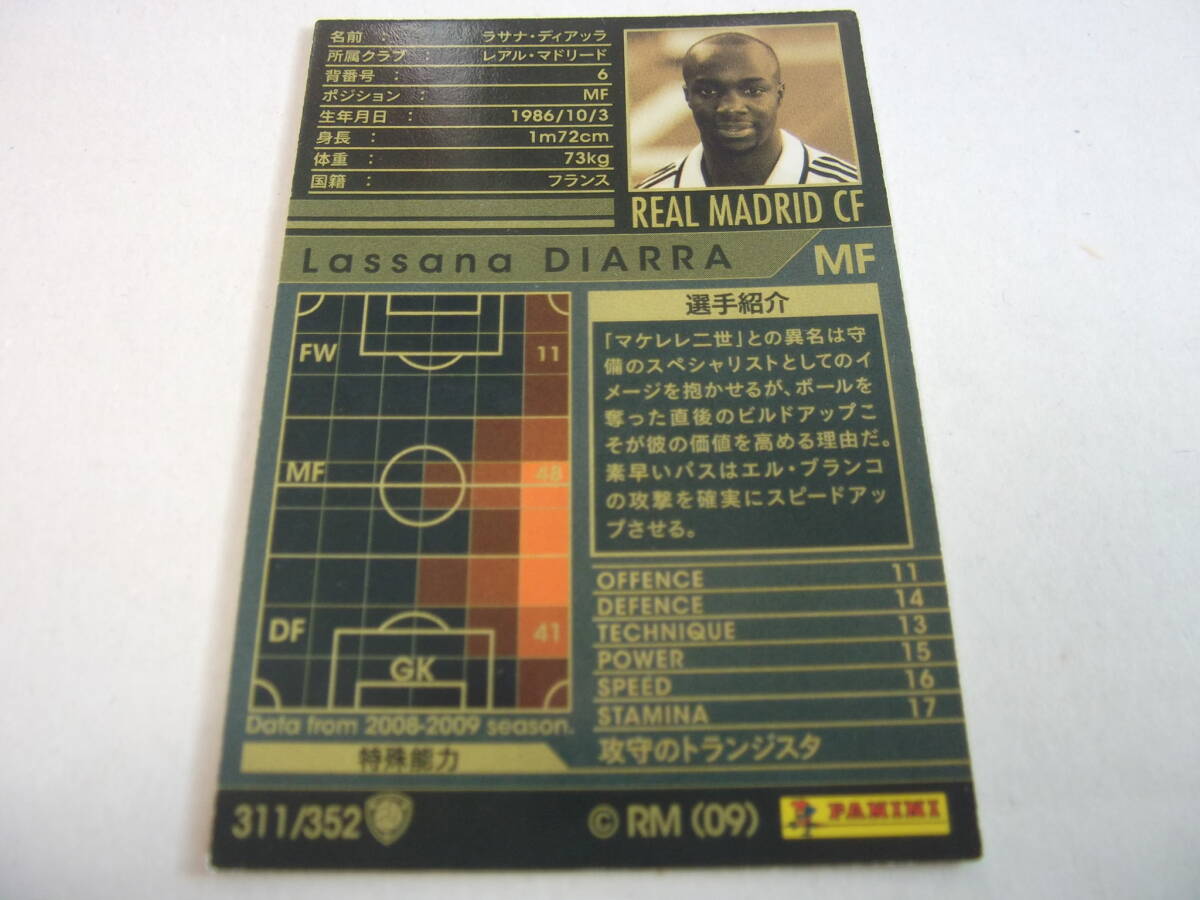 名前 : ラサナ・ディアッラ
所属クラブ : レアル・マドリード
背番号 : 6
ポジション : MF
生年月日 : 1986/10/3
身長 : 1m72cm
体重 : 73kg
国籍 : フランス
REAL MADRID CF
Lassana DIARRA
MF
FW 11
MF 48
DF 41
GK
Data from 2008-2009 season.
選手紹介
「マケレレ二世」との異名は守
備のスペシャリストとしてのイ
メージを抱かせるが、ボールを
奪った直後のビルドアップこ
そが彼の価値を高める理由だ。
素早いパスはエル・ブランコ
の攻撃を確実にスピードアッ
プさせる。
OFFENCE 11
DEFENCE 14
TECHNIQUE 13
POWER 15
SPEED 16
STAMINA 17
特殊能力
攻守のトランジスタ
311/352
© RM (09)
PANINI